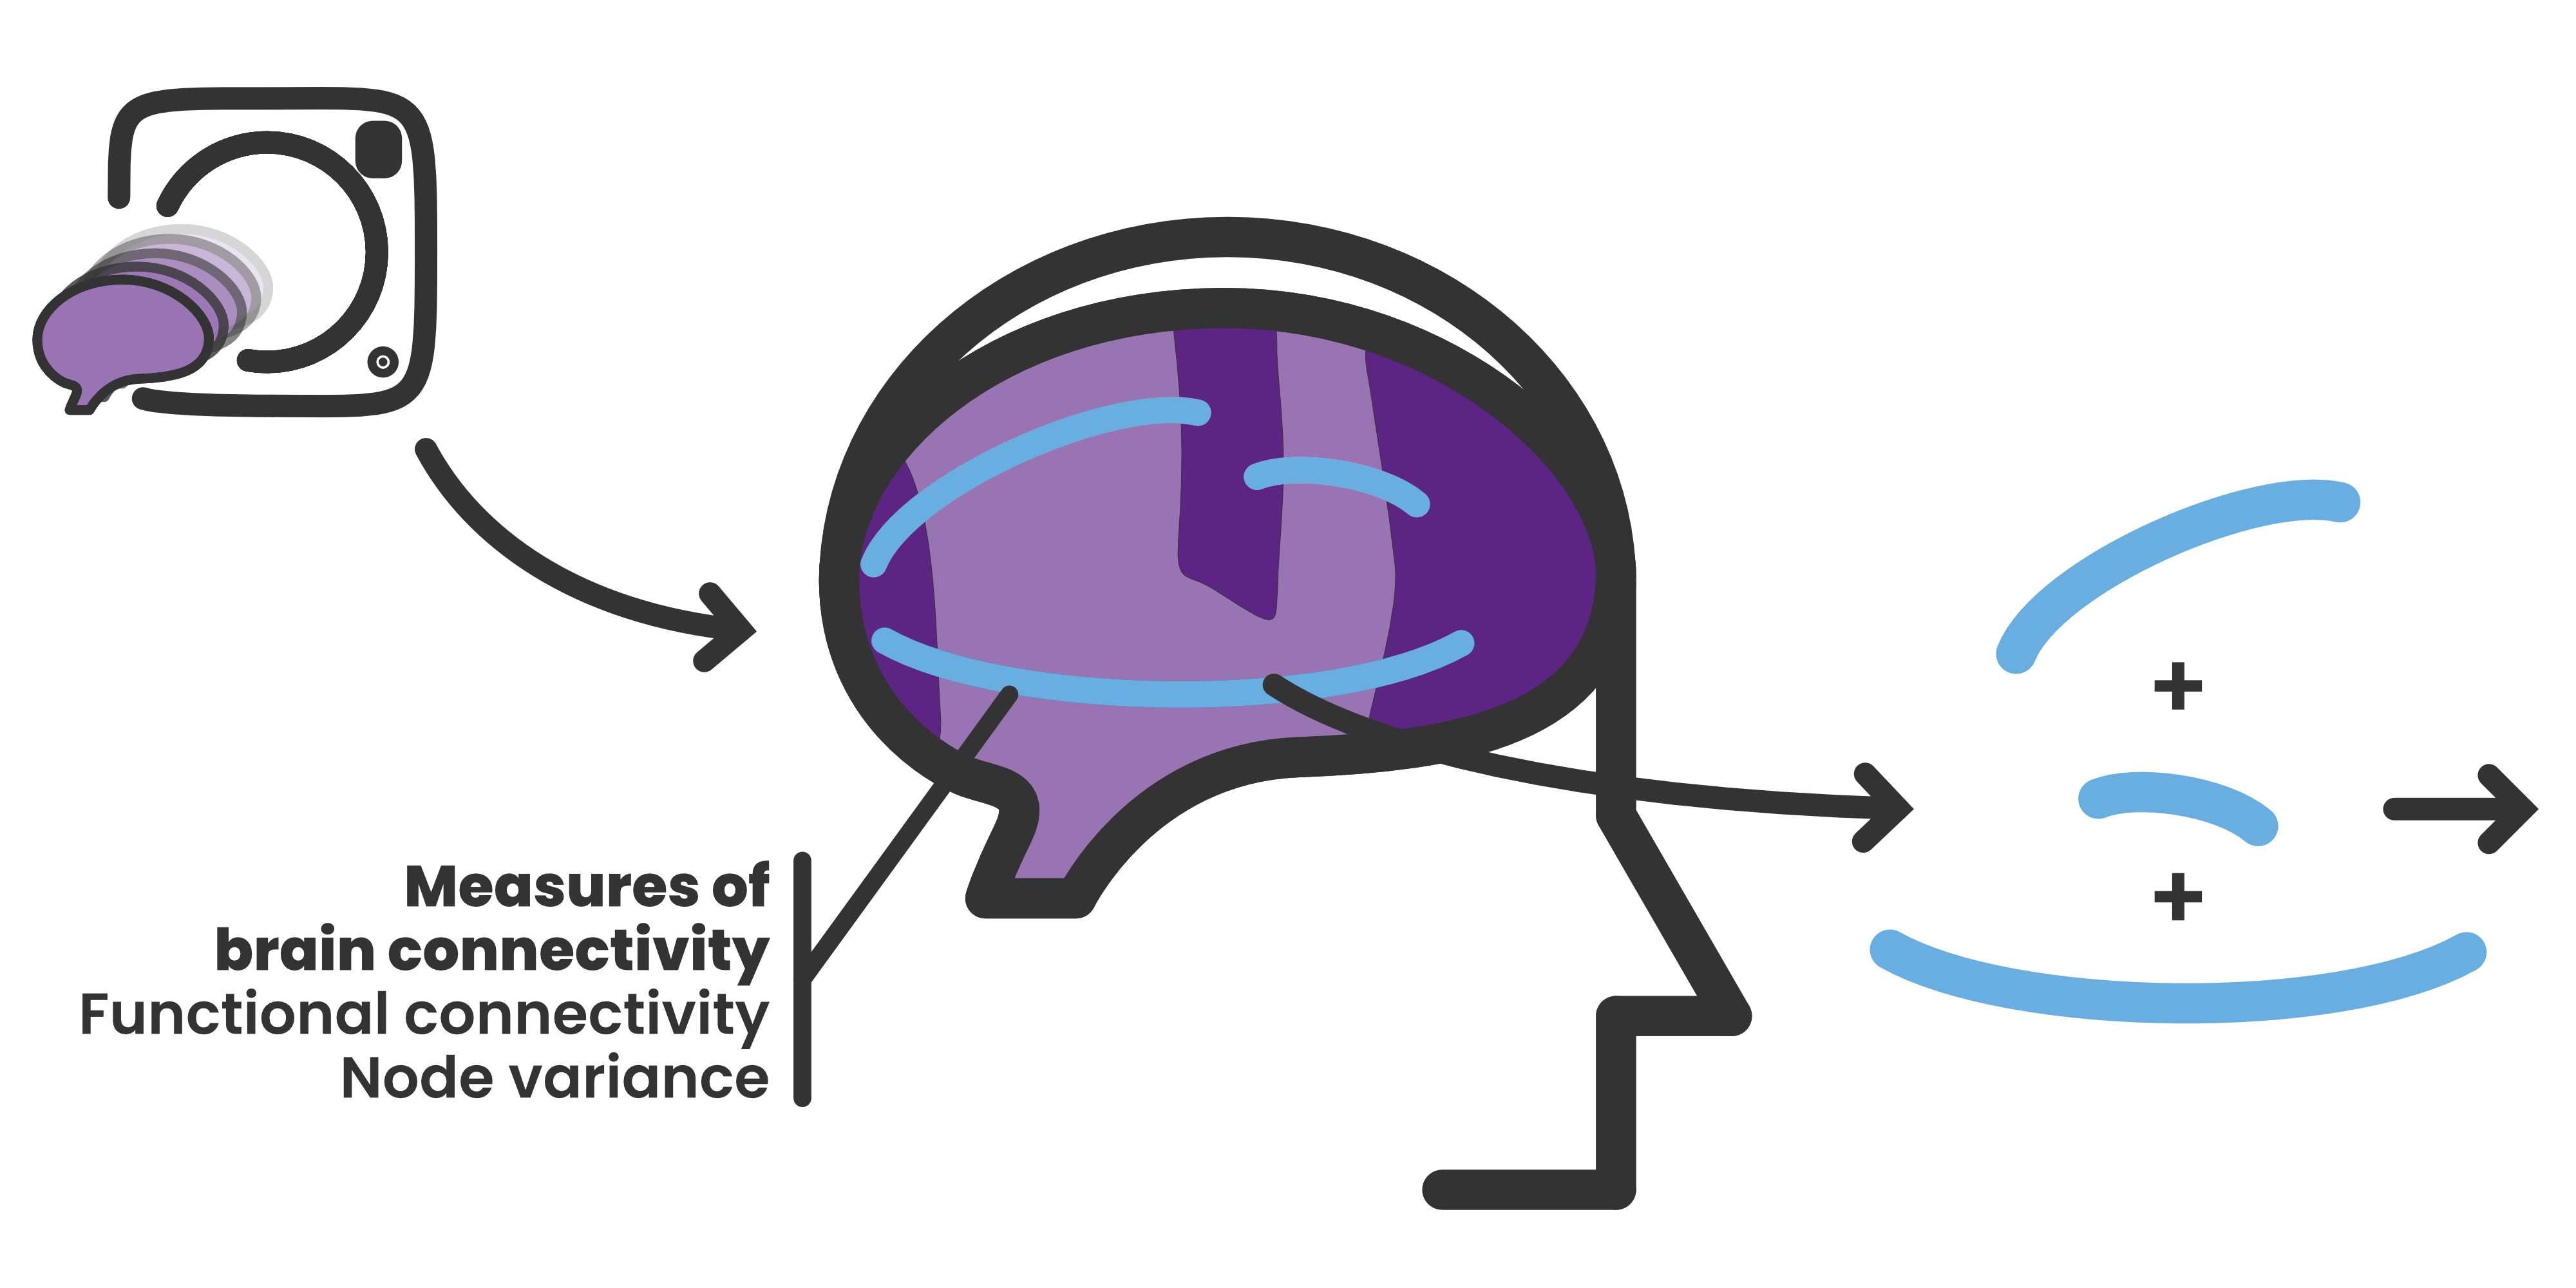 Measures of
brain connectivity
Functional connectivity
Node variance
+
+